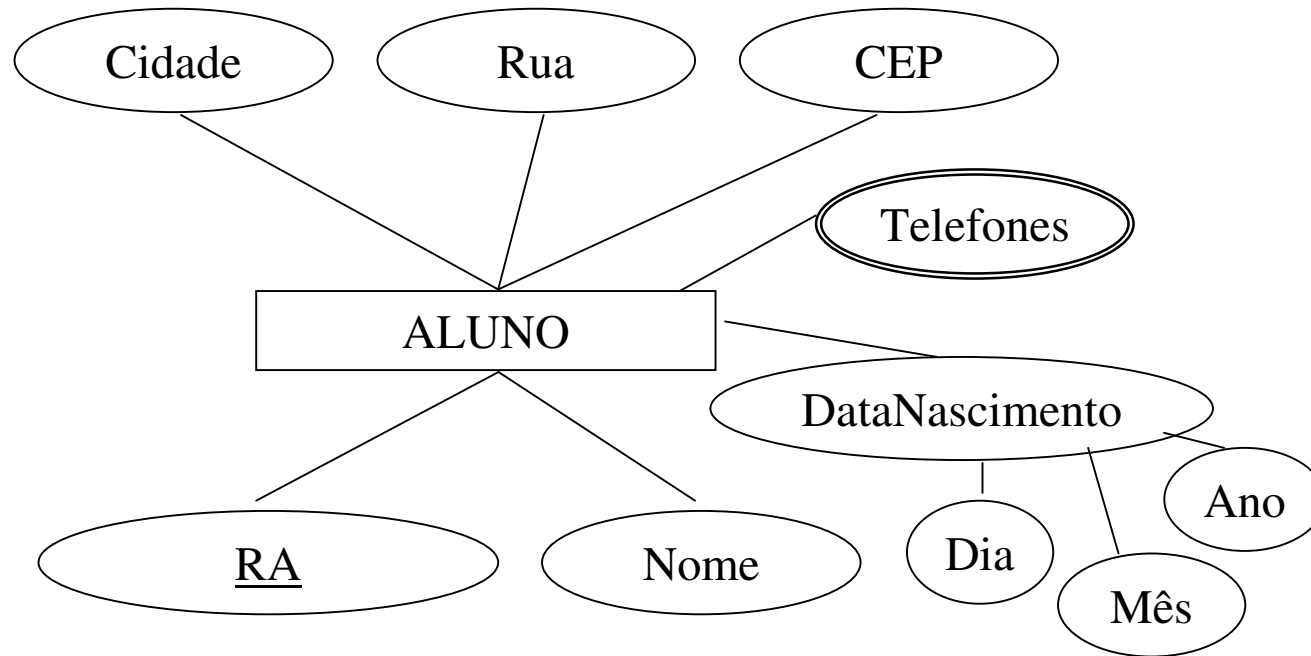 Cidade
Rua
CEP
Telefones
ALUNO
DataNascimento
Ano
RA
Nome
Dia
Mês